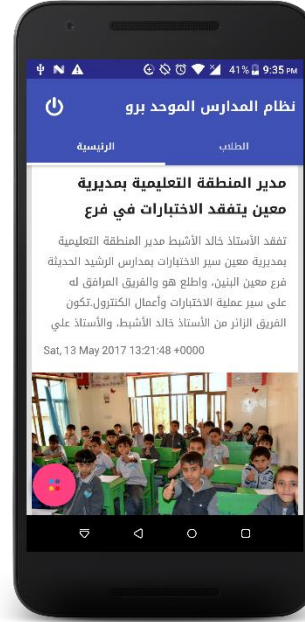 41% 9:35 PM
نظام المدارس الموحد برو
الطلاب
الرئيسية
مدير المنطقة التعليمية بمديرية
معين يتفقد الاختبارات في فرع
تفقد الأستاذ خالد الأشبط مدير المنطقة التعليمية
بمديرية معين سير الاختبارات بمدارس الرشيد الحديثة
فرع معين البنين، واطلع هو والفريق المرافق له
على سير عملية الاختبارات وأعمال الكنترول.تكون
الفريق الزائر من الأستاذ خالد الأشبط، والأستاذ علي
Sat, 13 May 2017 13:21:48 +0000